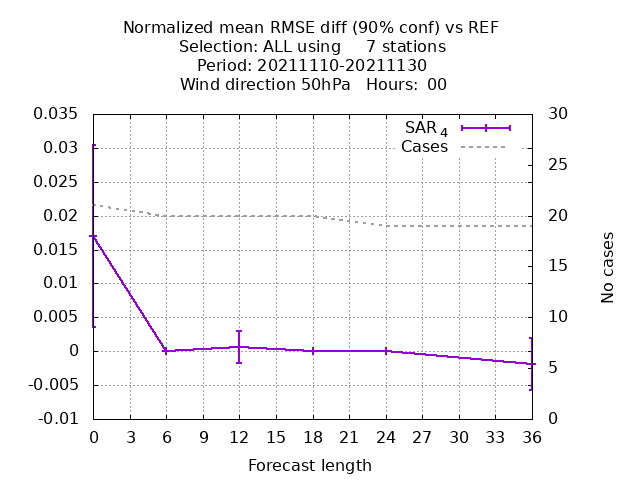 Normalized mean RMSE diff (90% conf) vs REF
Selection: ALL using     7 stations
Period: 20211110-20211130
Wind direction 50hPa   Hours:  00
SAR 4
Cases
0.035
0.03
0.025
0.02
0.015
0.01
0.005
0
-0.005
-0.01
30
25
20
15
10
5
0
No cases
0 3 6 9 12 15 18 21 24 27 30 33 36
Forecast length